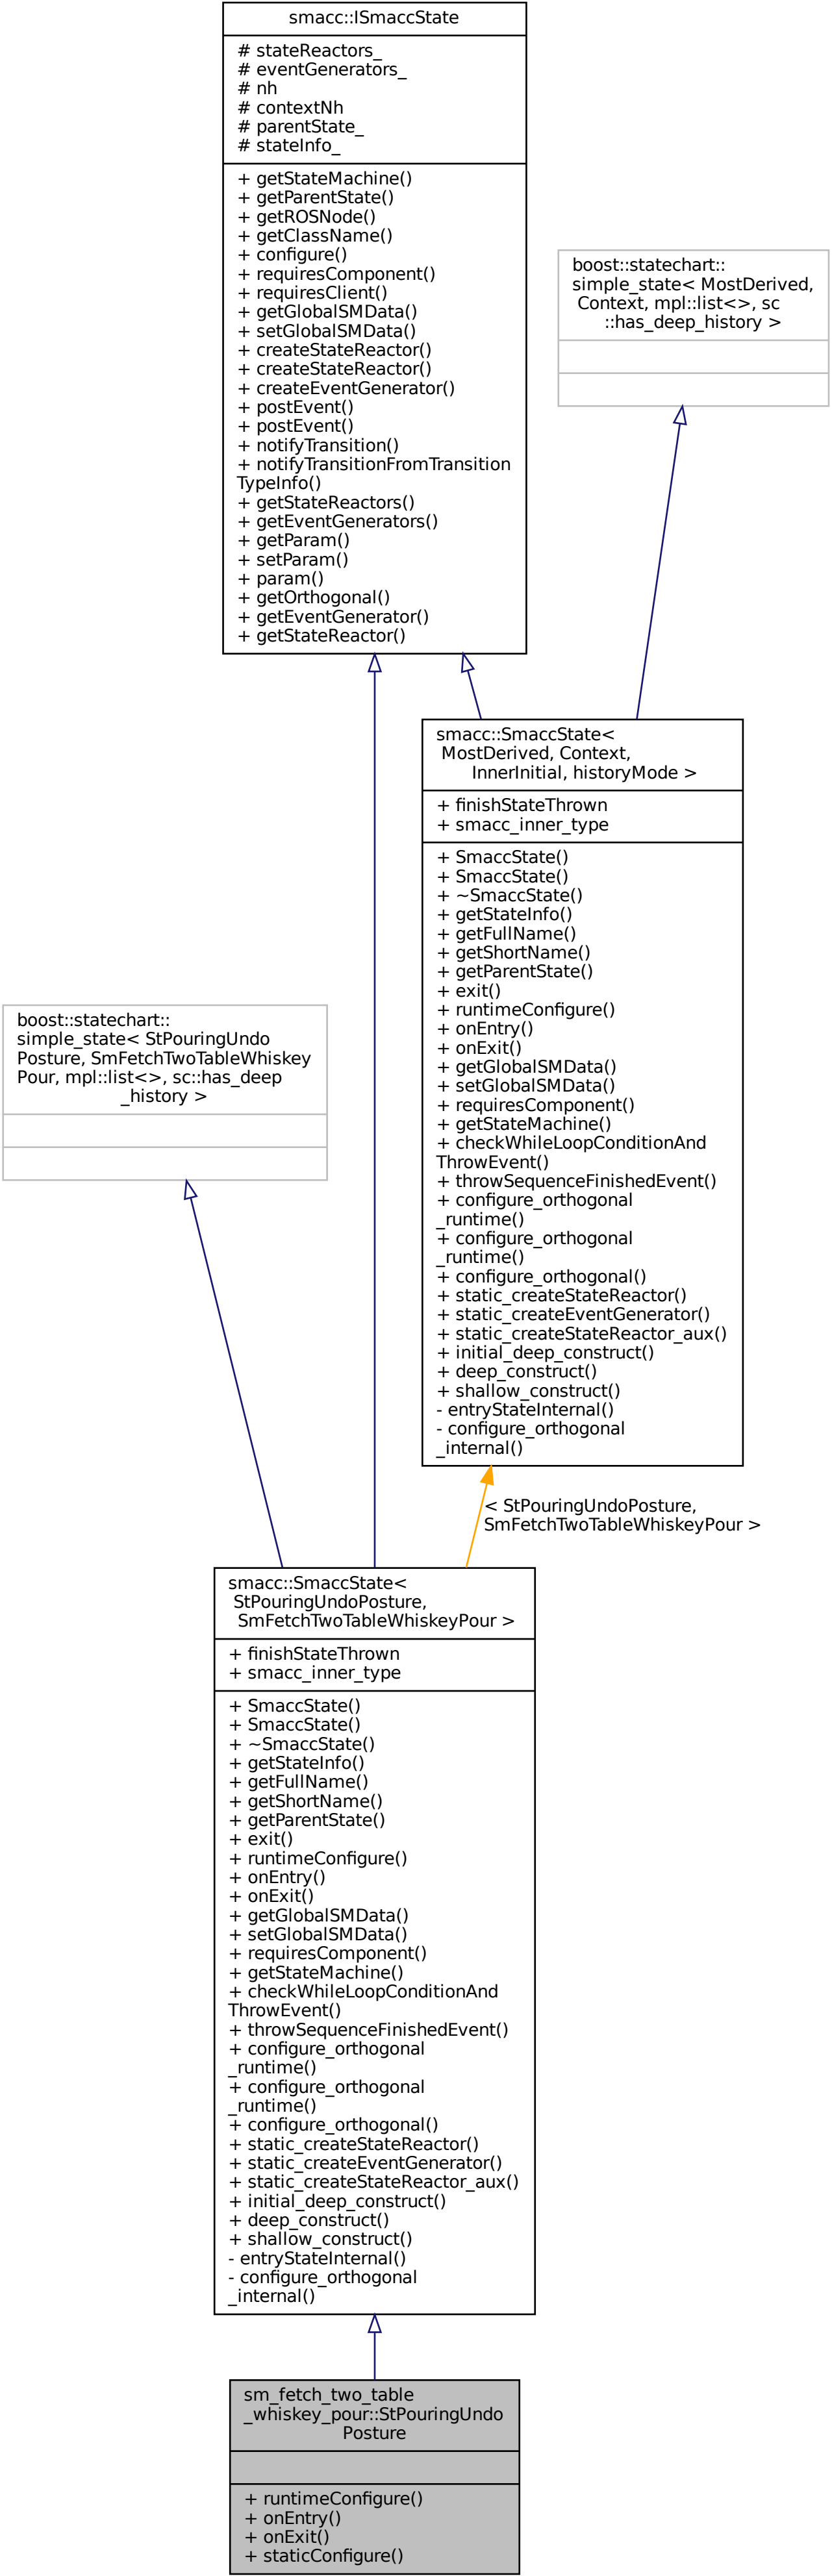 smacc::ISmaccState
# stateReactors_
# eventGenerators_
# nh
# contextNh
# parentState_
# stateInfo_
+ getStateMachine()
+ getParentState()
+ getROSNode()
+ getClassName()
+ configure()
+ requiresComponent()
+ requiresClient()
+ getGlobalSMData()
+ setGlobalSMData()
+ createStateReactor()
+ createStateReactor()
+ createEventGenerator()
+ postEvent()
+ postEvent()
+ notifyTransition()
+ notifyTransitionFromTransition
TypeInfo()
+ getStateReactors()
+ getEventGenerators()
+ getParam()
+ setParam()
+ param()
+ getOrthogonal()
+ getEventGenerator()
+ getStateReactor()
boost::statechart::
simple_state< MostDerived,
Context, mpl::list<>, sc
::has_deep_history >
smacc::SmaccState<
MostDerived, Context,
InnerInitial, historyMode >
+ finishStateThrown
+ smacc_inner_type
+ SmaccState()
+ SmaccState()
+ ~SmaccState()
+ getStateInfo()
+ getFullName()
+ getShortName()
+ getParentState()
+ exit()
+ runtimeConfigure()
+ onEntry()
+ onExit()
+ getGlobalSMData()
+ setGlobalSMData()
+ requiresComponent()
+ getStateMachine()
+ checkWhileLoopConditionAnd
ThrowEvent()
+ throwSequenceFinishedEvent()
+ configure_orthogonal
_runtime()
+ configure_orthogonal
_runtime()
+ configure_orthogonal()
+ static_createStateReactor()
+ static_createEventGenerator()
+ static_createStateReactor_aux()
+ initial_deep_construct()
+ deep_construct()
+ shallow_construct()
- entryStateInternal()
- configure_orthogonal
_internal()
boost::statechart::
simple_state< StPouringUndo
Posture, SmFetchTwoTableWhiskey
Pour, mpl::list<>, sc::has_deep
_history >
< StPouringUndoPosture,
SmFetchTwoTableWhiskeyPour >
smacc::SmaccState<
StPouringUndoPosture,
SmFetchTwoTableWhiskeyPour >
+ finishStateThrown
+ smacc_inner_type
+ SmaccState()
+ SmaccState()
+ ~SmaccState()
+ getStateInfo()
+ getFullName()
+ getShortName()
+ getParentState()
+ exit()
+ runtimeConfigure()
+ onEntry()
+ onExit()
+ getGlobalSMData()
+ setGlobalSMData()
+ requiresComponent()
+ getStateMachine()
+ checkWhileLoopConditionAnd
ThrowEvent()
+ throwSequenceFinishedEvent()
+ configure_orthogonal
_runtime()
+ configure_orthogonal
_runtime()
+ configure_orthogonal()
+ static_createStateReactor()
+ static_createEventGenerator()
+ static_createStateReactor_aux()
+ initial_deep_construct()
+ deep_construct()
+ shallow_construct()
- entryStateInternal()
- configure_orthogonal
_internal()
sm_fetch_two_table
_whiskey_pour::StPouringUndo
Posture
+ runtimeConfigure()
+ onEntry()
+ onExit()
+ staticConfigure()